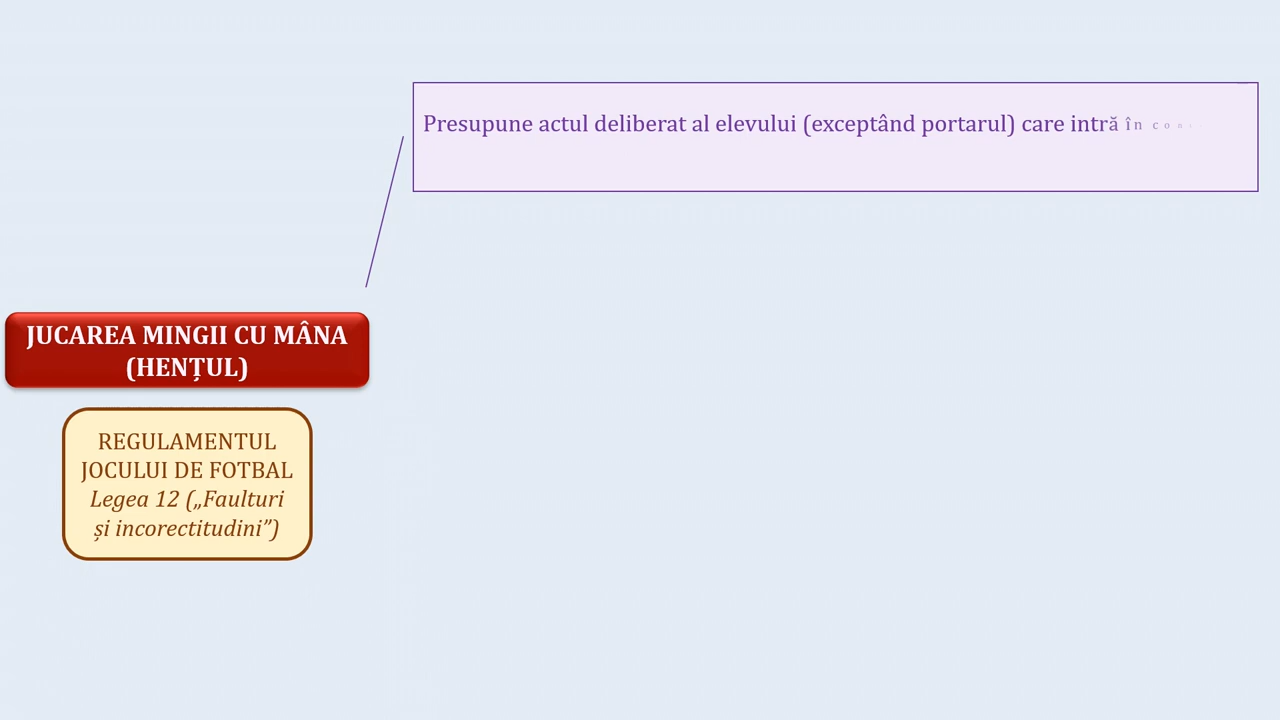 Presupune actul deliberat al elevului (exceptând portarul) care intră în
JUCAREA MINGII CU MÂNA
(HENȚUL)
REGULAMENTUL
JOCULUI DE FOTBAL
Legea 12 („Faulturi
și incorectitudini”)